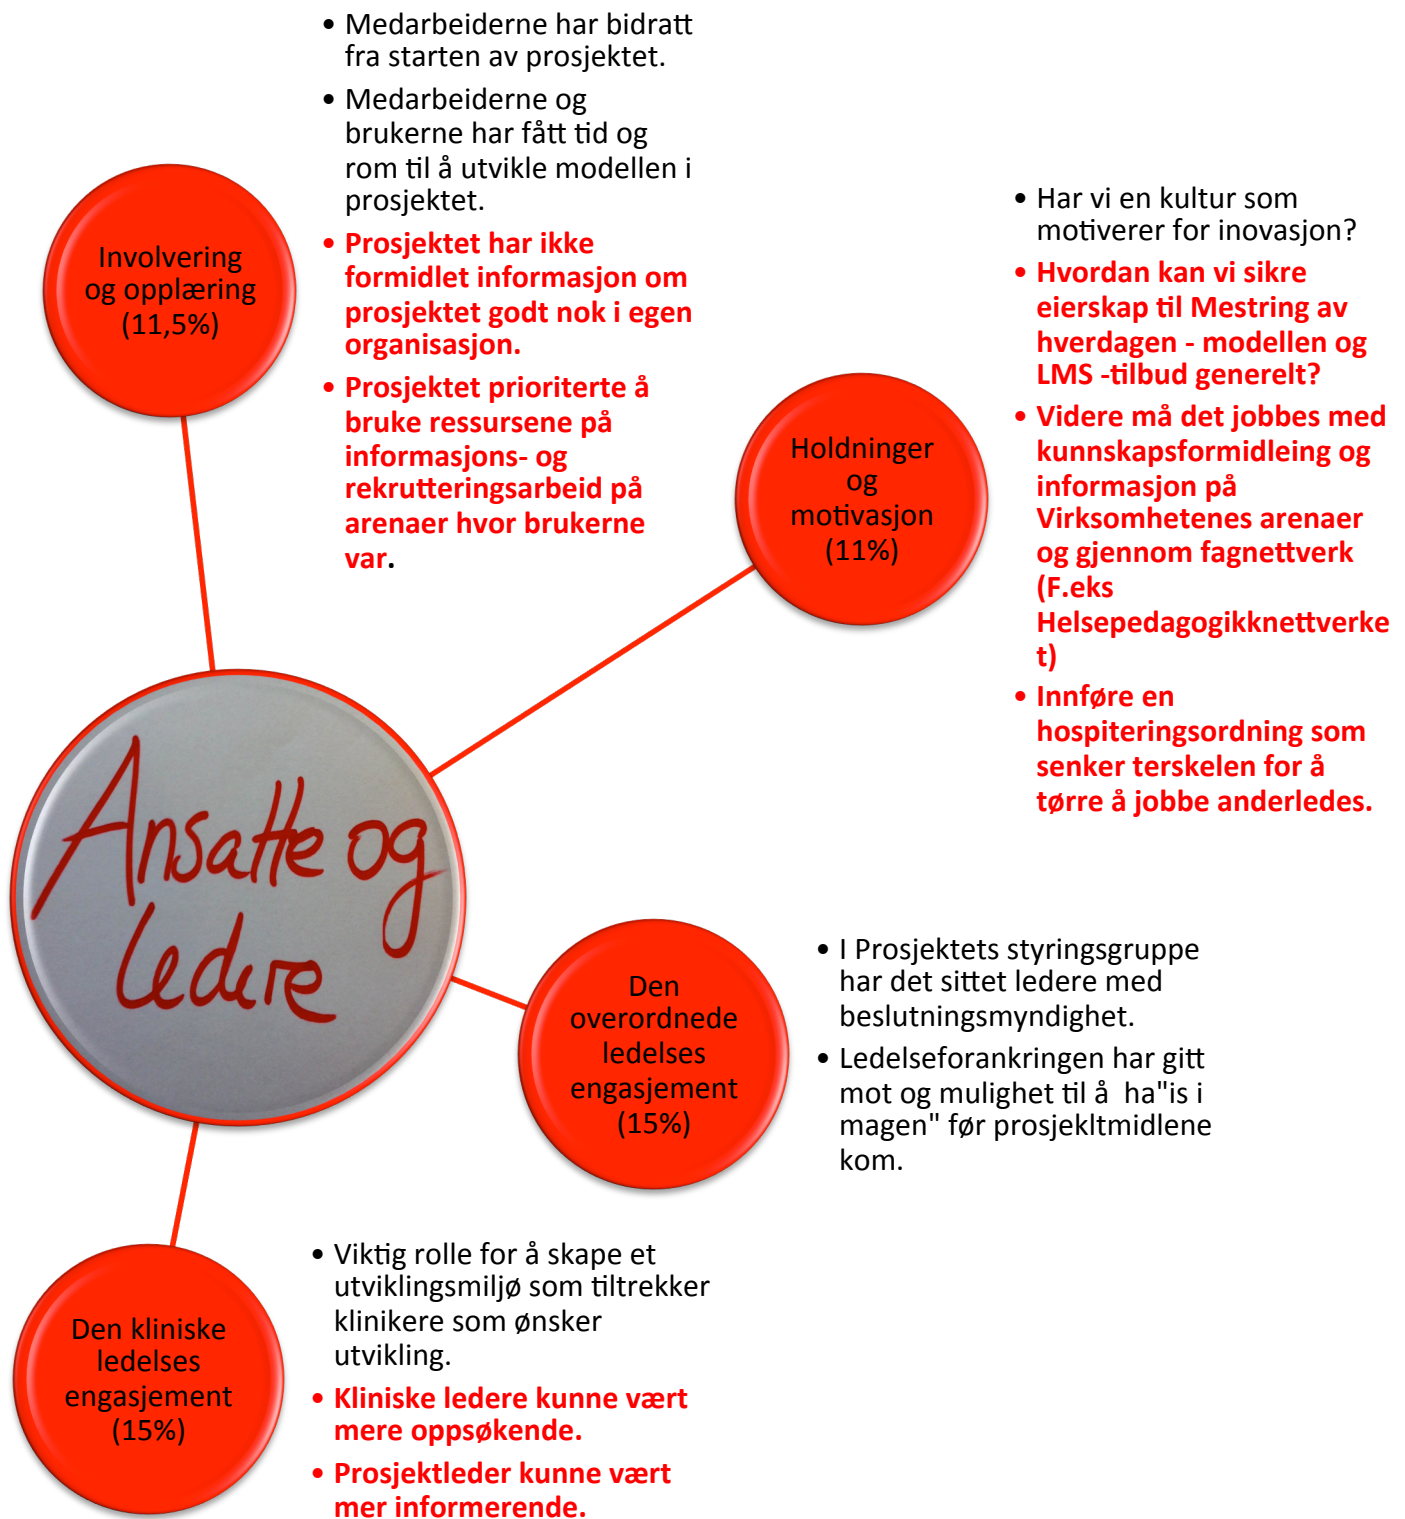 • Medarbeiderne har bidratt
fra starten av prosjektet.
• Medarbeiderne og
brukerne har fått tid og
rom til å utvikle modellen i
prosjektet.
• Prosjektet har ikke
formidlet informasjon om
prosjektet godt nok i egen
organisasjon.
• Prosjektet prioriterte å
bruke ressursene på
informasjons- og
rekrutteringsarbeid på
arenaer hvor brukerne
var.
Involvering
og opplæring
(11,5%)
• Har vi en kultur som
motiverer for inovasjon?
• Hvordan kan vi sikre
eierskap til Mestring av
hverdagen - modellen og
LMS -tilbud generelt?
• Videre må det jobbes med
kunnskapsformidleing og
informasjon på
Virksomhetenes arenaer
og gjennom fagnettverk
(F.eks
Helsepedagogikknettverke
t)
• Innføre en
hospiteringsordning som
senker terskelen for å
tørre å jobbe anderledes.
Holdninger
og
motivasjon
(11%)
Ansatte og
ledere
Den
overordnede
ledelses
engasjement
(15%)
• I Prosjektets styringsgruppe
har det sittet ledere med
beslutningsmyndighet.
• Ledelseforankringen har gitt
mot og mulighet til å  ha"is i
magen" før prosjekltmidlene
kom.
Den kliniske
ledelses
engasjement
(15%)
• Viktig rolle for å skape et
utviklingsmiljø som tiltrekker
klinikere som ønsker
utvikling.
• Kliniske ledere kunne vært
mere oppsøkende.
• Prosjektleder kunne vært
mer informerende.